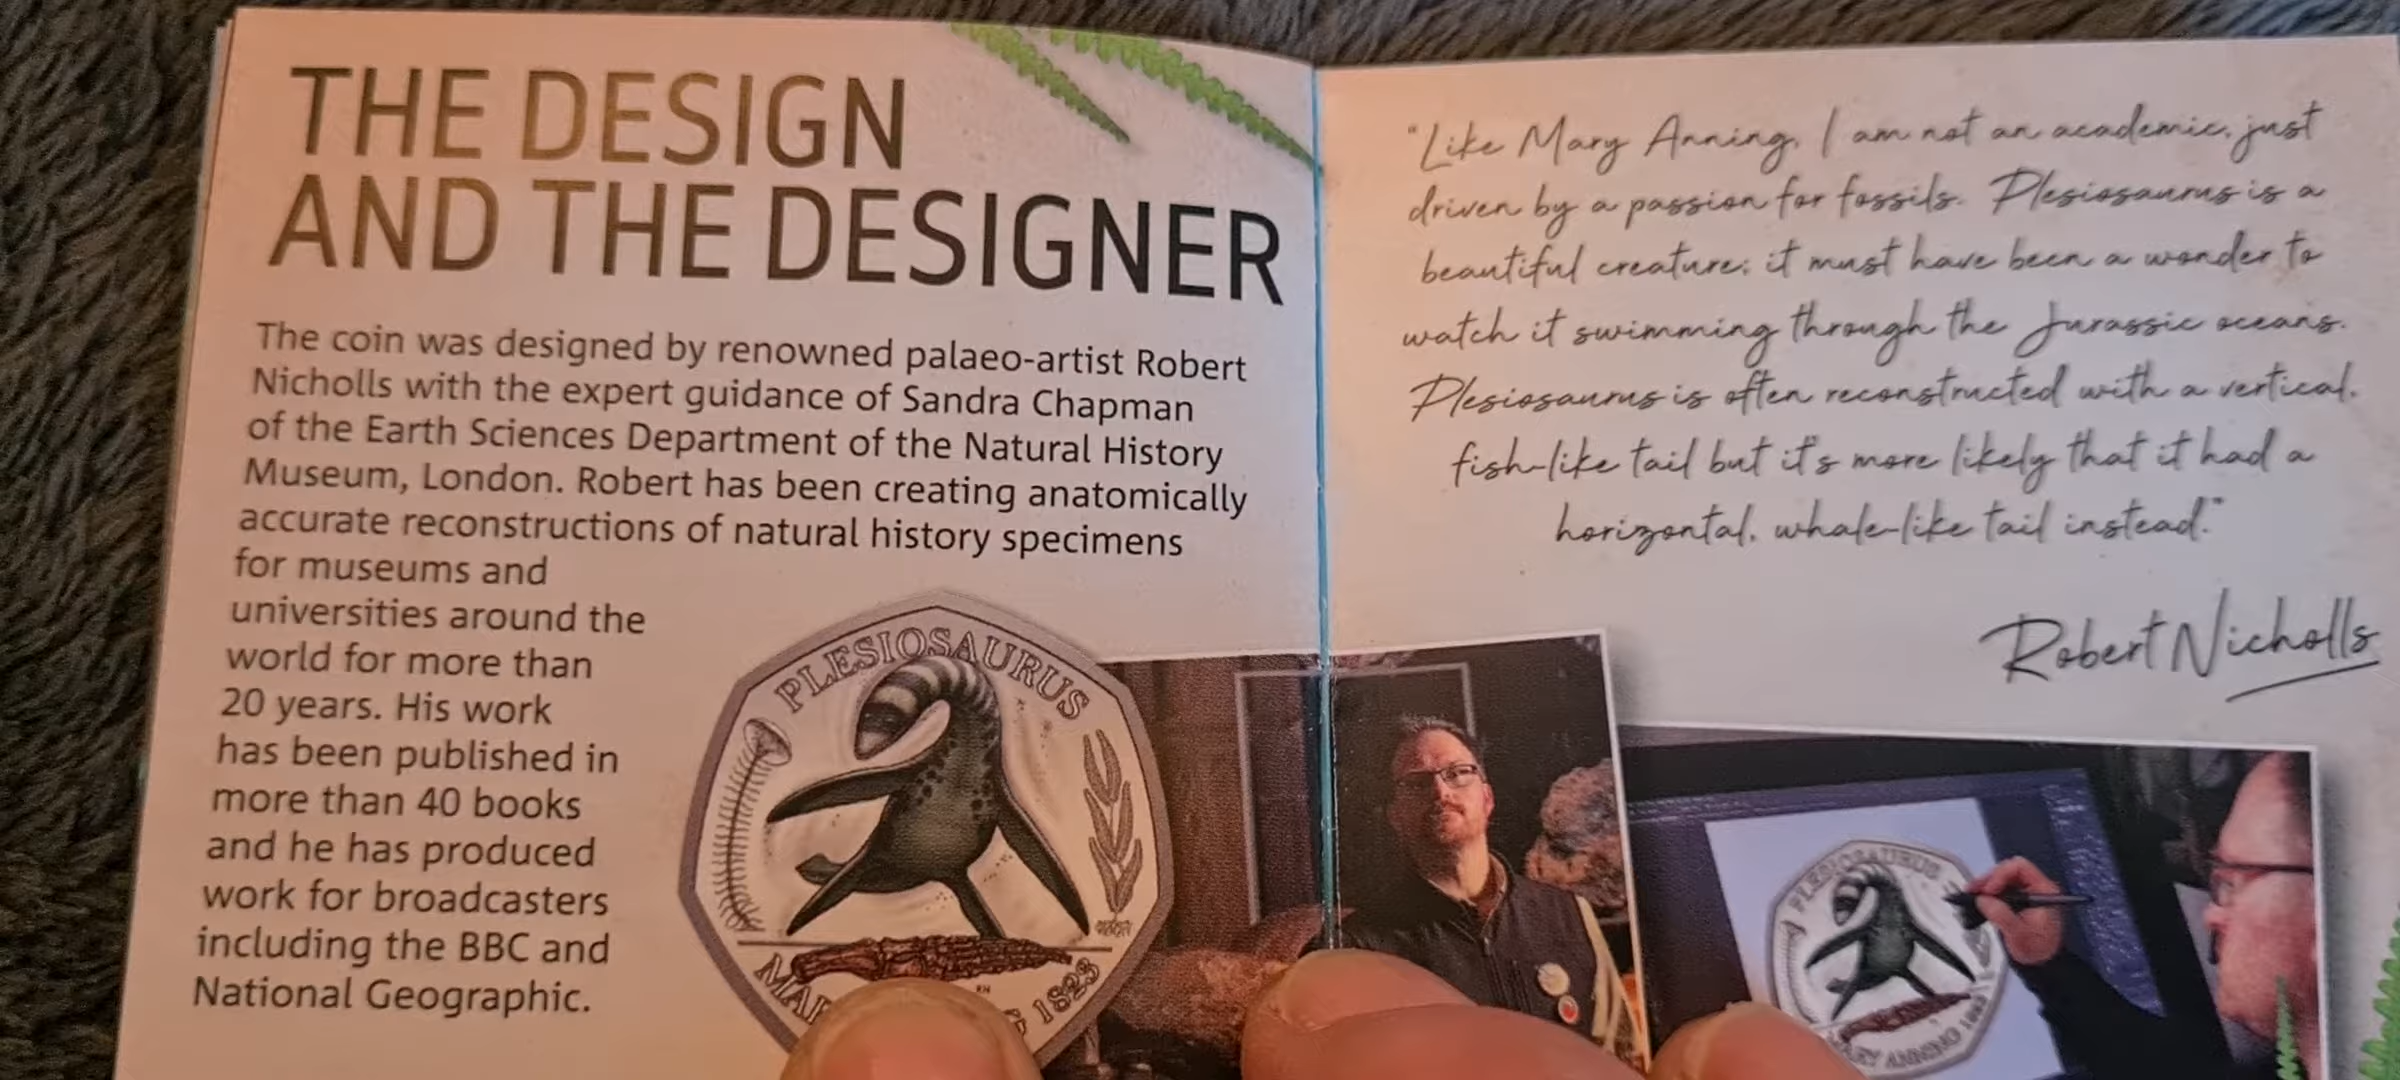 THE DESIGN
AND THE DESIGNER
The coin was designed by renowned palaeo-artist Robert
Nicholls with the expert guidance of Sandra Chapman
of the Earth Sciences Department of the Natural History
Museum, London. Robert has been creating anatomically
accurate reconstructions of natural history specimens
for museums and
universities around the
world for more than
20 years. His work
has been published in
more than 40 books
and he has produced
work for broadcasters
including the BBC and
National Geographic.
PLESIOSAURUS
RN
1823
"Like Mary Anning, I am not an academic, just
driven by a passion for fossils. Plesiosaurus is a
beautiful creature; it must have been a wonder to
watch it swimming through the Jurassic oceans.
Plesiosaurus is often reconstructed with a vertical,
fish-like tail but it's more likely that it had a
horizontal, whale-like tail instead."
Robert Nicholls
PLESIOSAURUS
MARY ANNING 1823